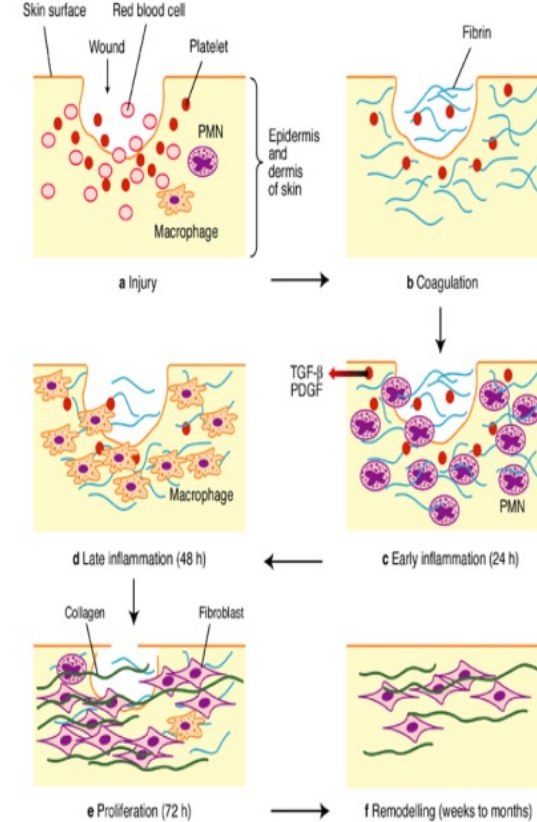 Skin surface
Red blood cell
Wound
Platelet
PMN
Epidermis
and
dermis
of skin
Macrophage
a Injury
Fibrin
b Coagulation
TGF-β
PDGF
PMN
c Early inflammation (24 h)
Macrophage
d Late inflammation (48 h)
Collagen
Fibroblast
e Proliferation (72 h)
f Remodelling (weeks to months)